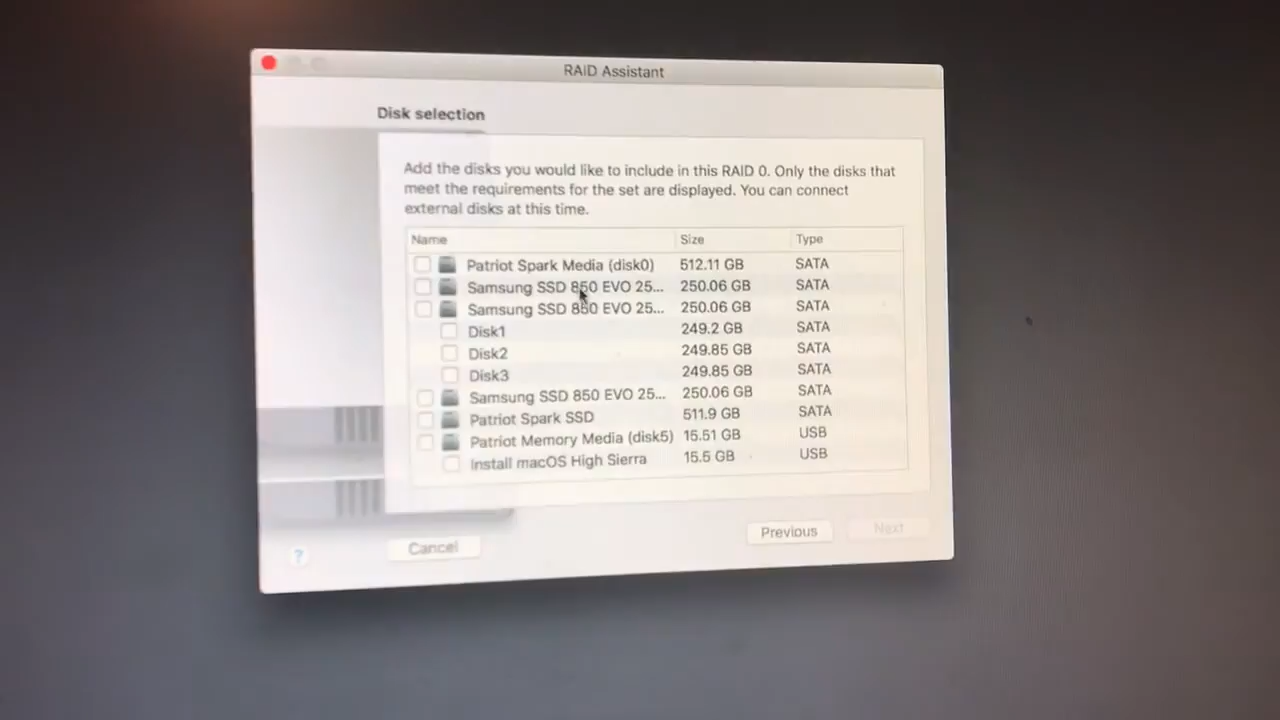 RAID Assistant
Disk selection
Add the disks you would like to include in this RAID 0. Only the disks that
meet the requirements for the set are displayed. You can connect
external disks at this time.
Name Size Type
Patriot Spark Media (disk0) 512.11 GB SATA
Samsung SSD 850 EVO 25... 250.06 GB SATA
Samsung SSD 850 EVO 25... 250.06 GB SATA
Disk1 249.2 GB SATA
Disk2 249.85 GB SATA
Disk3 249.85 GB SATA
Samsung SSD 850 EVO 25... 250.06 GB SATA
Patriot Spark SSD 511.9 GB SATA
Patriot Memory Media (disk5) 15.51 GB USB
Install macOS High Sierra 15.5 GB USB
? Cancel Previous Next